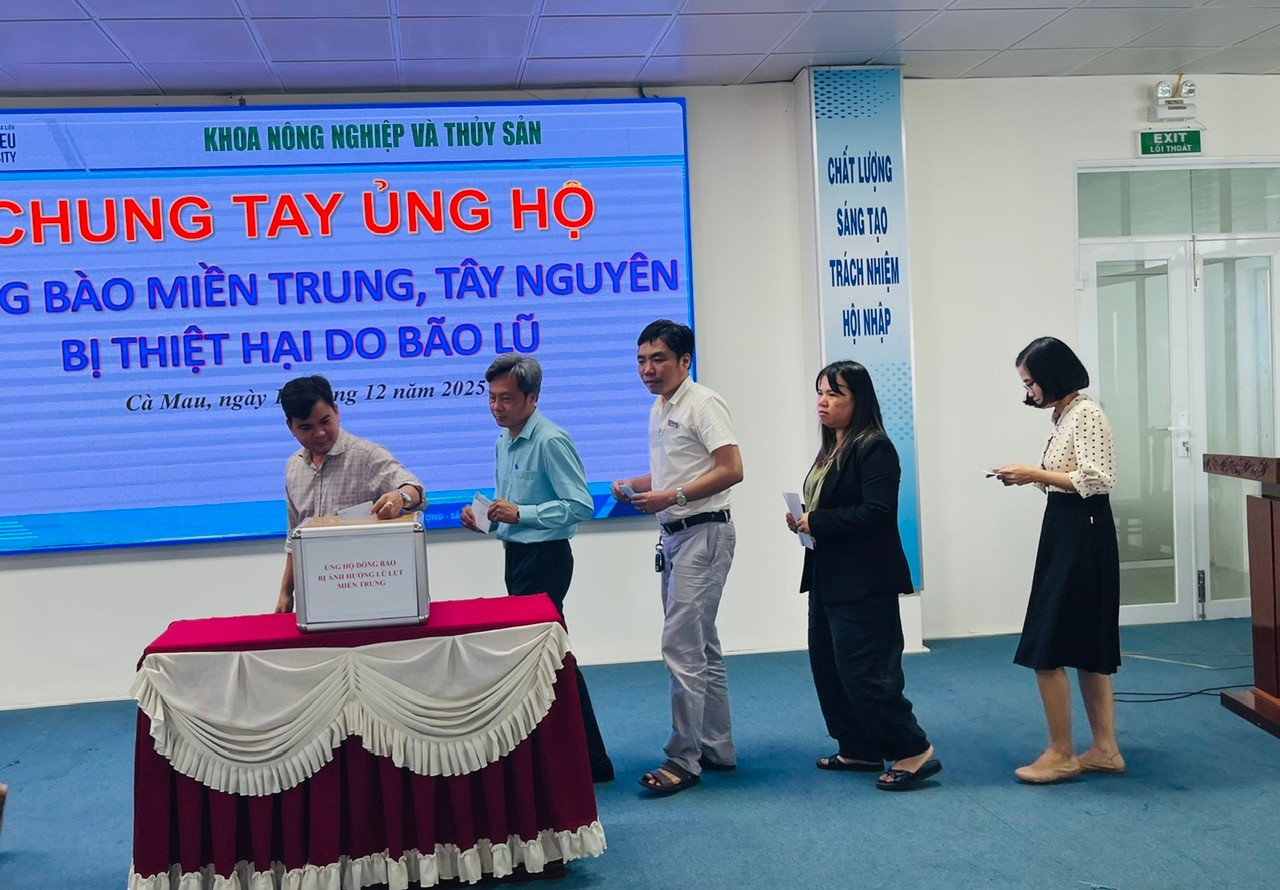 KHOA NÔNG NGHIỆP VÀ THỦY SẢN
CHUNG TAY ỦNG HỘ
BÀO MIỀN TRUNG, TÂY NGUYÊN
BỊ THIỆT HẠI DO BÃO LŨ
Cà Mau, ngày 12 năm 2025
CHẤT LƯỢNG
SÁNG TẠO
TRÁCH NHIỆM
HỘI NHẬP
EXIT
LỐI THOÁT
ỦNG HỘ ĐỒNG BÀO
BỊ ẢNH HƯỞNG LŨ LỤT
MIỀN TRUNG